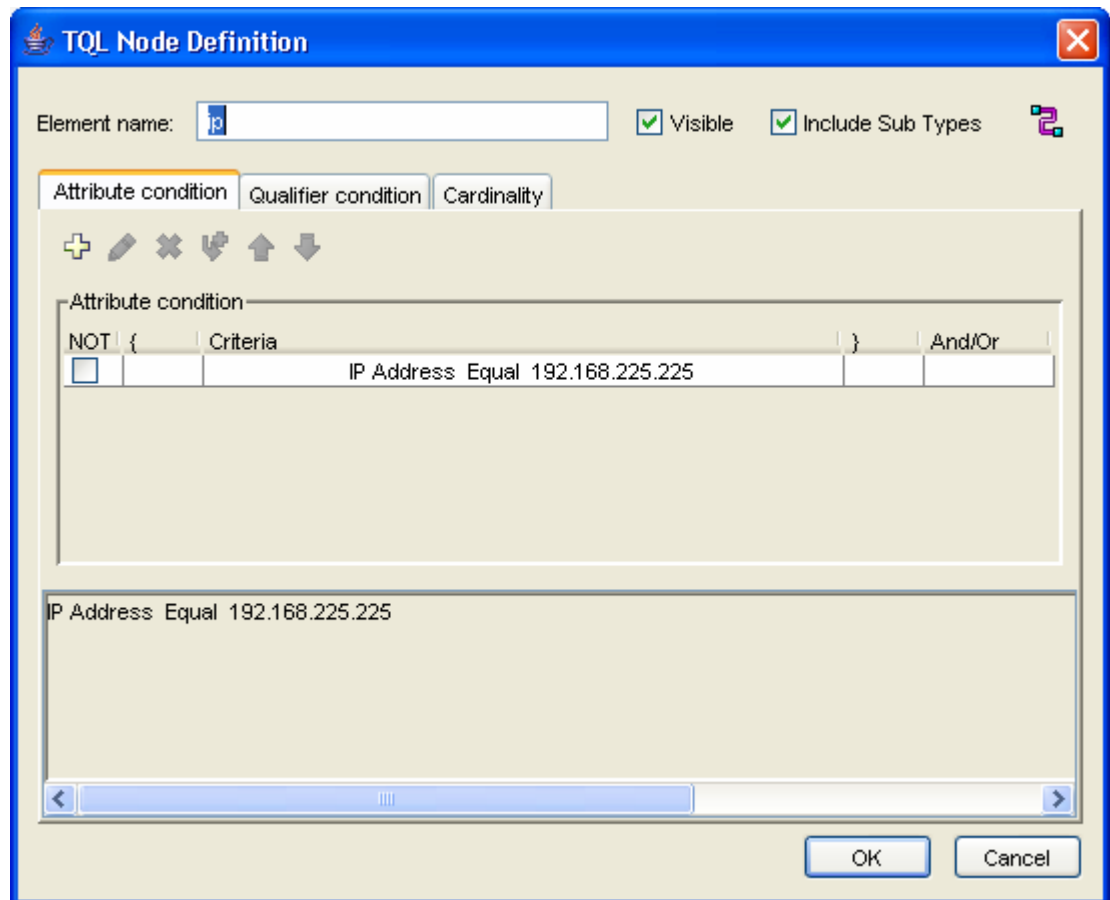 TQL Node Definition
Element name: ip Visible Include Sub Types
Attribute condition Qualifier condition Cardinality
Attribute condition
NOT { Criteria } And/Or
IP Address Equal 192.168.225.225
IP Address Equal 192.168.225.225
OK Cancel